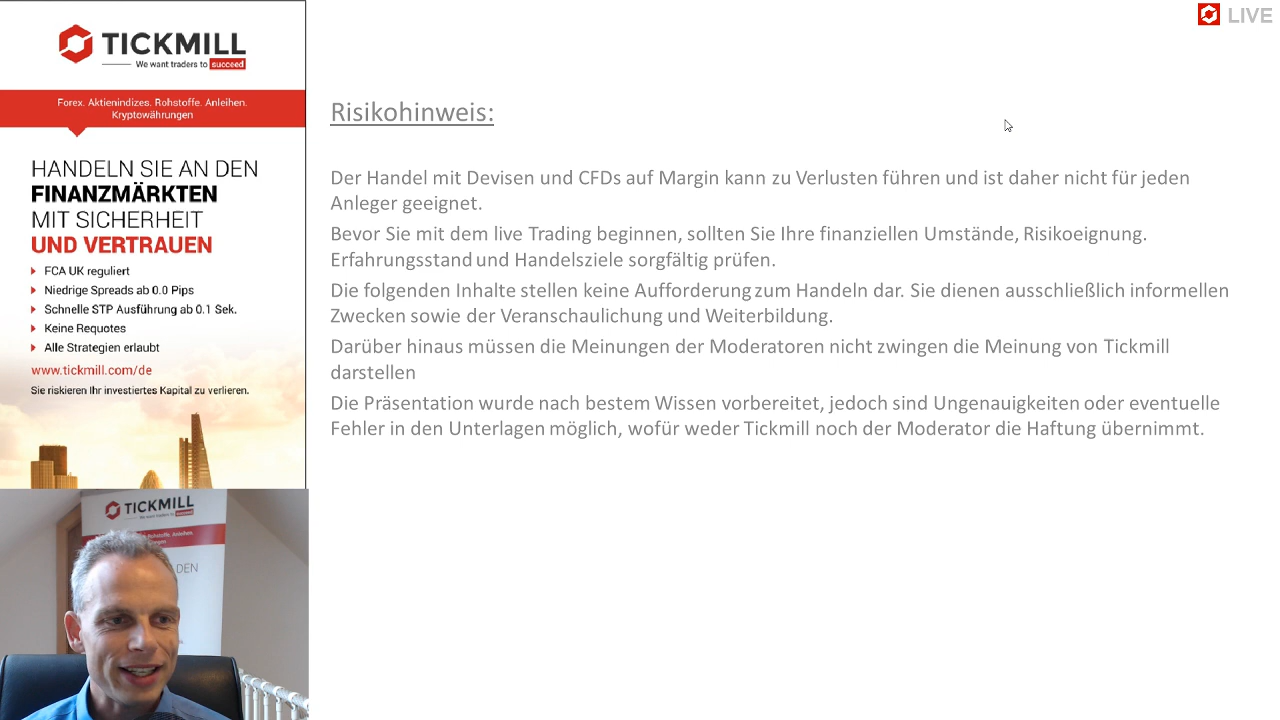 TICKMILL
We want traders to succeed
Forex. Aktienindizes. Rohstoffe. Anleihen.
Kryptowährungen
HANDELN SIE AN DEN
FINANZMÄRKTEN
MIT SICHERHEIT
UND VERTRAUEN
FCA UK reguliert
Niedrige Spreads ab 0.0 Pips
Schnelle STP Ausführung ab 0.1 Sek.
Keine Requotes
Alle Strategien erlaubt
www.tickmill.com/de
Sie riskieren Ihr investiertes Kapital zu verlieren.
LIVE
Risikohinweis:
Der Handel mit Devisen und CFDs auf Margin kann zu Verlusten führen und ist daher nicht für jeden
Anleger geeignet.
Bevor Sie mit dem live Trading beginnen, sollten Sie Ihre finanziellen Umstände, Risikoeignung.
Erfahrungsstand und Handelsziele sorgfältig prüfen.
Die folgenden Inhalte stellen keine Aufforderung zum Handeln dar. Sie dienen ausschließlich informellen
Zwecken sowie der Veranschaulichung und Weiterbildung.
Darüber hinaus müssen die Meinungen der Moderatoren nicht zwingen die Meinung von Tickmill
darstellen
Die Präsentation wurde nach bestem Wissen vorbereitet, jedoch sind Ungenauigkeiten oder eventuelle
Fehler in den Unterlagen möglich, wofür weder Tickmill noch der Moderator die Haftung übernimmt.
TICKMILL
We want traders to succeed
Rohstoffe. Anleihen.
DEN